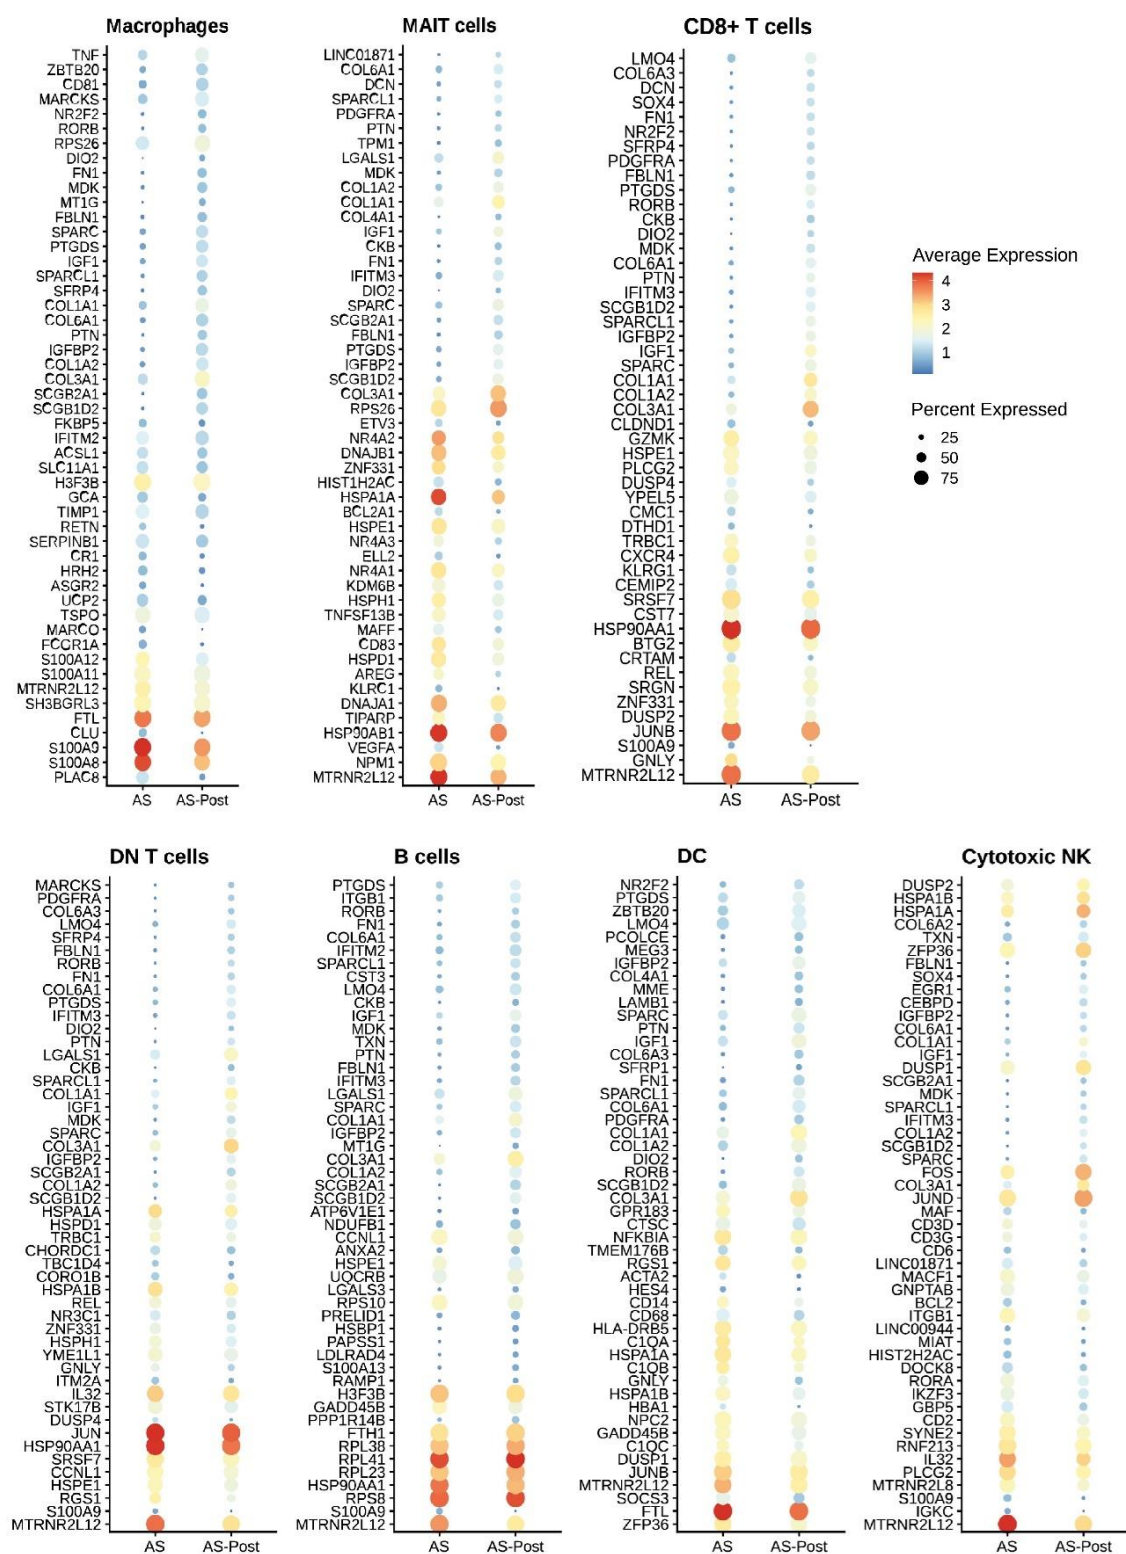 Macrophages
TNF
ZBTB20
CD81
MARCKS
NR2F2
RORB
RPS26
DIO2
FN1
MDK
MT1G
FBLN1
SPARC
PTGDS
IGF1
SPARCL1
SFRP4
COL1A1
COL6A1
PTN
IGFBP2
COL1A2
COL3A1
SCGB2A1
SCGB1D2
FKBP5
IFITM2
ACSL1
SLC11A1
H3F3B
GCA
TIMP1
RETN
SERPINB1
CR1
HRH2
ASGR2
UCP2
TSPO
MARCO
FCGR1A
S100A12
S100A11
MTRNR2L12
SH3BGRL3
FTL
CLU
S100A9
S100A8
PLAC8
AS AS-Post
MAIT cells
LINC01871
COL6A1
DCN
SPARCL1
PDGFRA
PTN
TPM1
LGALS1
MDK
COL1A2
COL1A1
COL4A1
IGF1
CKB
FN1
IFITM3
DIO2
SPARC
SCGB2A1
FBLN1
PTGDS
IGFBP2
SCGB1D2
COL3A1
RPS26
ETV3
NR4A2
DNAJB1
ZNF331
HIST1H2AC
HSPA1A
BCL2A1
HSPE1
NR4A3
ELL2
NR4A1
KDM6B
HSPH1
TNFSF13B
MAFF
CD83
HSPD1
AREG
KLRC1
DNAJA1
TIPARP
HSP90AB1
VEGFA
NPM1
MTRNR2L12
AS AS-Post
CD8+ T cells
LMO4
COL6A3
DCN
SOX4
FN1
NR2F2
SFRP4
PDGFRA
FBLN1
PTGDS
RORB
CKB
DIO2
MDK
COL6A1
PTN
IFITM3
SCGB1D2
SPARCL1
IGFBP2
IGF1
SPARC
COL1A1
COL1A2
COL3A1
CLDND1
GZMK
HSPE1
PLCG2
DUSP4
YPEL5
CMC1
DTHD1
TRBC1
CXCR4
KLRG1
CEMIP2
SRSF7
CST7
HSP90AA1
BTG2
CRTAM
REL
SRGN
ZNF331
DUSP2
JUNB
S100A9
GNLY
MTRNR2L12
AS AS-Post
Average Expression
4
3
2
1
Percent Expressed
25
50
75
DN T cells
MARCKS
PDGFRA
COL6A3
LMO4
SFRP4
FBLN1
RORB
FN1
COL6A1
PTGDS
IFITM3
DIO2
PTN
LGALS1
CKB
SPARCL1
COL1A1
IGF1
MDK
SPARC
COL3A1
IGFBP2
SCGB2A1
COL1A2
SCGB1D2
HSPA1A
HSPD1
TRBC1
CHORDC1
TBC1D4
CORO1B
HSPA1B
REL
NR3C1
ZNF331
HSPH1
YME1L1
GNLY
ITM2A
IL32
STK17B
DUSP4
JUN
HSP90AA1
SRSF7
CCNL1
HSPE1
RGS1
S100A9
MTRNR2L12
AS AS-Post
B cells
PTGDS
ITGB1
RORB
FN1
COL6A1
IFITM2
SPARCL1
CST3
LMO4
CKB
IGF1
MDK
TXN
PTN
FBLN1
IFITM3
LGALS1
SPARC
COL1A1
IGFBP2
MT1G
COL3A1
COL1A2
SCGB2A1
SCGB1D2
ATP6V1E1
NDUFB1
CCNL1
ANXA2
HSPE1
UQCRB
LGALS3
RPS10
PRELID1
HSBP1
PAPSS1
LDLRAD4
S100A13
RAMP1
H3F3B
GADD45B
PPP1R14B
FTH1
RPL38
RPL41
RPL23
HSP90AA1
RPS8
S100A9
MTRNR2L12
AS AS-Post
DC
NR2F2
PTGDS
ZBTB20
LMO4
PCOLCE
MEG3
IGFBP2
COL4A1
MME
LAMB1
SPARC
PTN
IGF1
COL6A3
SFRP1
FN1
SPARCL1
COL6A1
PDGFRA
COL1A1
COL1A2
DIO2
RORB
SCGB1D2
COL3A1
GPR183
CTSC
NFKBIA
TMEM176B
RGS1
ACTA2
HES4
CD14
CD68
HLA-DRB5
C1QA
HSPA1A
C1QB
GNLY
HSPA1B
HBA1
NPC2
GADD45B
C1QC
DUSP1
JUNB
MTRNR2L12
SOCS3
FTL
ZFP36
AS AS-Post
Cytotoxic NK
DUSP2
HSPA1B
HSPA1A
COL6A2
TXN
ZFP36
FBLN1
SOX4
EGR1
CEBPD
IGFBP2
COL6A1
COL1A1
IGF1
DUSP1
SCGB2A1
MDK
SPARCL1
IFITM3
COL1A2
SCGB1D2
SPARC
FOS
COL3A1
JUND
MAF
CD3D
CD3G
CD6
LINC01871
MACF1
GNPTAB
BCL2
ITGB1
LINC00944
MIAT
HIST2H2AC
DOCK8
RORA
IKZF3
GBP5
CD2
SYNE2
RNF213
IL32
PLCG2
MTRNR2L8
S100A9
IGKC
MTRNR2L12
AS AS-Post